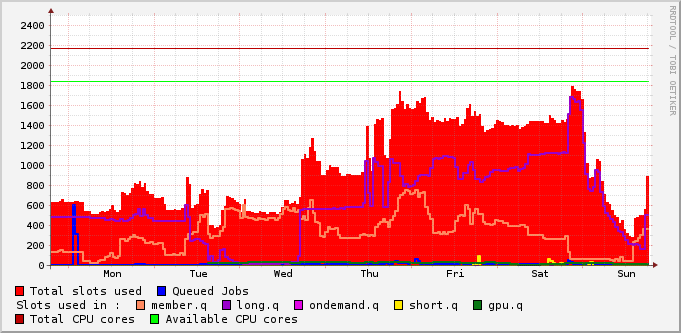 2400
2200
2000
1800
1600
1400
1200
1000
800
600
400
200
0
Mon Tue Wed Thu Fri Sat Sun
RRDTOOL / TOBI OETIKER
Total slots used Queued Jobs
Slots used in : member.q long.q ondemand.q short.q gpu.q
Total CPU cores Available CPU cores